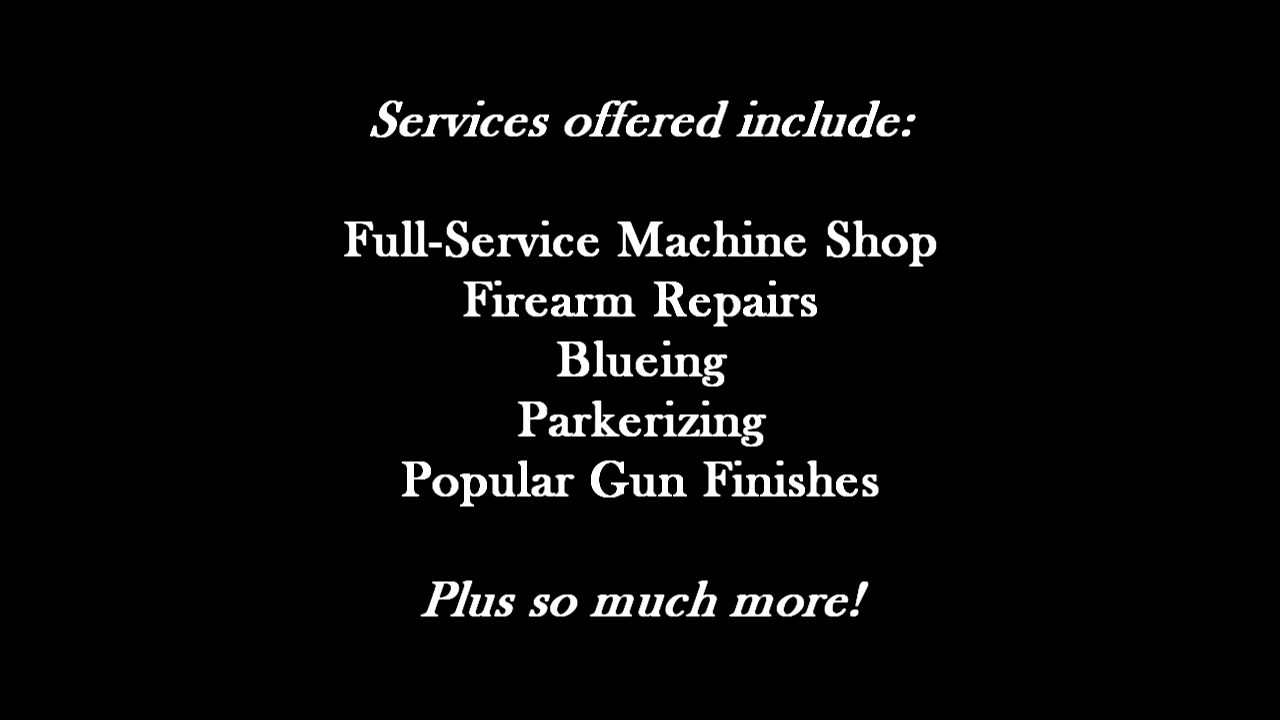 Services offered include:
Full-Service Machine Shop
Firearm Repairs
Blueing
Parkerizing
Popular Gun Finishes
Plus so much more!